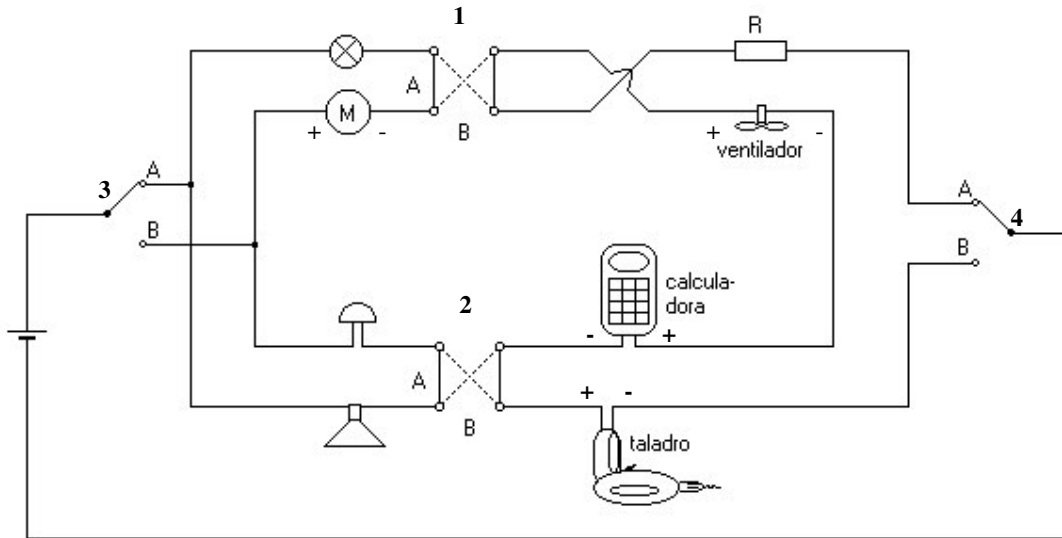 1
R
A
M
+ -
B
+ -
ventilador
3
A
B
A
4
B
calcula-
dora
2
- +
A
+ -
B
taladro